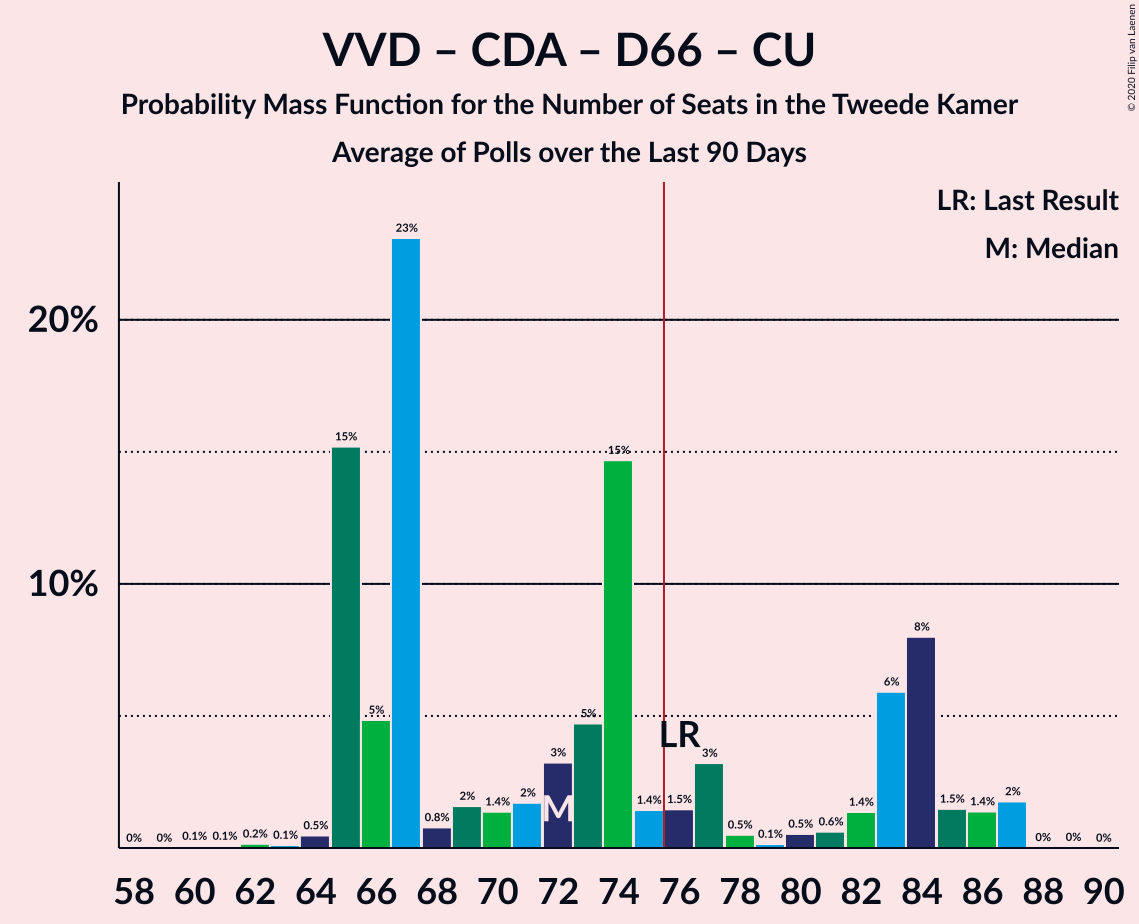 VVD – CDA – D66 – CU
Probability Mass Function for the Number of Seats in the Tweede Kamer
Average of Polls over the Last 90 Days
© 2020 Filip van Laenen
LR: Last Result
M: Median
20%
10%
0% 0% 0.1% 0.1% 0.2% 0.1% 0.5% 15% 5% 23% 0.8% 2% 1.4% 2% 3% 5% 15% 1.4% 1.5% 3% 0.5% 0.1% 0.5% 0.6% 1.4% 6% 8% 1.5% 1.4% 2% 0% 0% 0%
LR
M
58 60 62 64 66 68 70 72 74 76 78 80 82 84 86 88 90